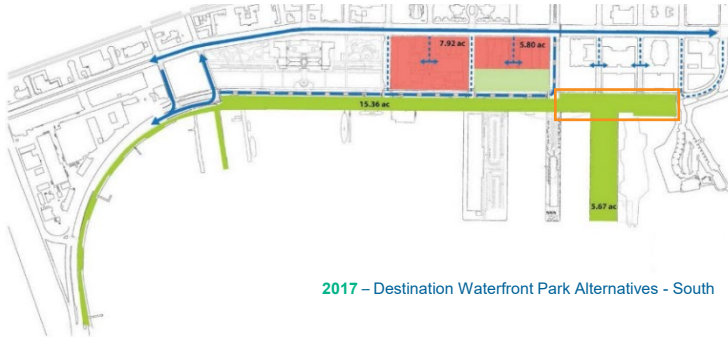 7.92 ac
5.80 ac
15.36 ac
5.67 ac
2017 – Destination Waterfront Park Alternatives - South